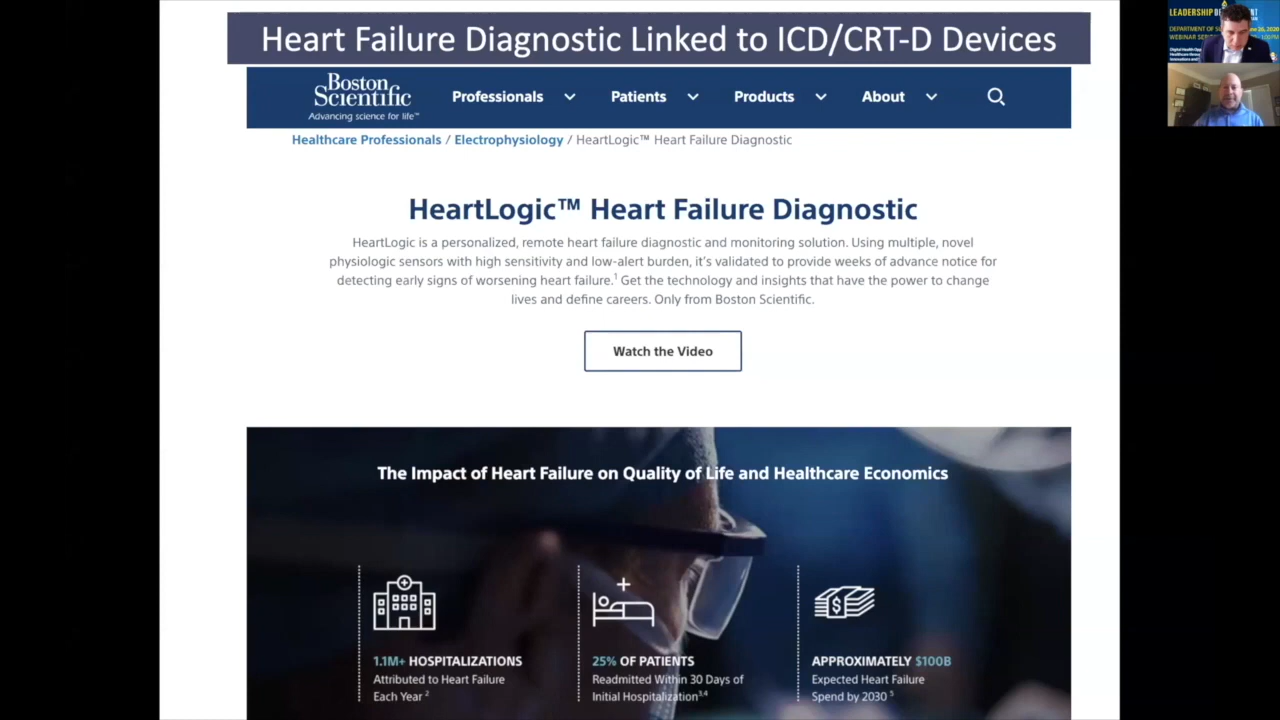 Heart Failure Diagnostic Linked to ICD/CRT-D Devices
Boston
Scientific
Advancing science for life™
Professionals
Patients
Products
About
Healthcare Professionals / Electrophysiology / HeartLogic™ Heart Failure Diagnostic
HeartLogic™ Heart Failure Diagnostic
HeartLogic is a personalized, remote heart failure diagnostic and monitoring solution. Using multiple, novel
physiologic sensors with high sensitivity and low-alert burden, it's validated to provide weeks of advance notice for
detecting early signs of worsening heart failure.1 Get the technology and insights that have the power to change
lives and define careers. Only from Boston Scientific.
Watch the Video
The Impact of Heart Failure on Quality of Life and Healthcare Economics
1.1M+ HOSPITALIZATIONS
Attributed to Heart Failure
Each Year 2
25% OF PATIENTS
Readmitted Within 30 Days of
Initial Hospitalization3,4
APPROXIMATELY $100B
Expected Heart Failure
Spend by 2030 5
LEADERSHIP
DEPARTMENT OF
WEBINAR
Digital Health